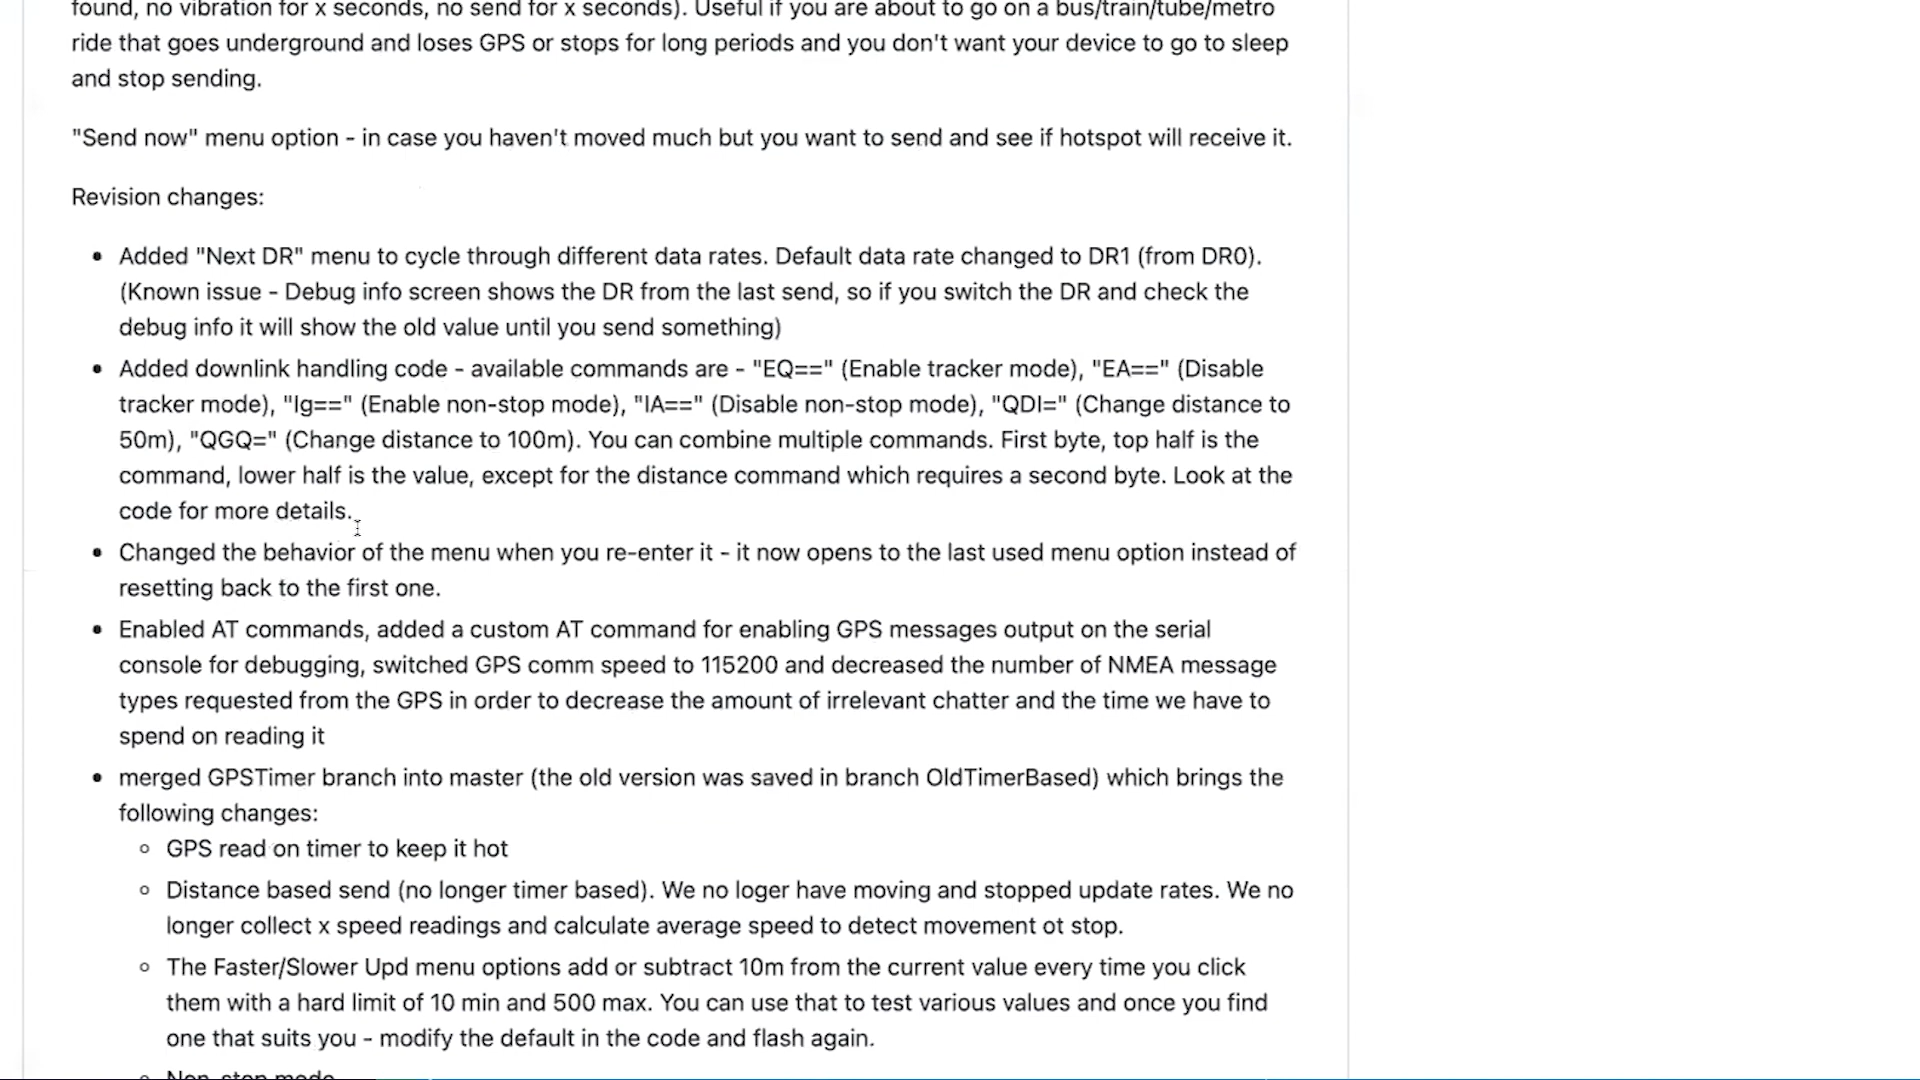 found, no vibration for x seconds, no send for x seconds). Useful if you are about to go on a bus/train/tube/metro
ride that goes underground and loses GPS or stops for long periods and you don't want your device to go to sleep
and stop sending.
"Send now" menu option - in case you haven't moved much but you want to send and see if hotspot will receive it.
Revision changes:
• Added "Next DR" menu to cycle through different data rates. Default data rate changed to DR1 (from DR0).
(Known issue - Debug info screen shows the DR from the last send, so if you switch the DR and check the
debug info it will show the old value until you send something)
• Added downlink handling code - available commands are - "EQ==" (Enable tracker mode), "EA==" (Disable
tracker mode), "Ig==" (Enable non-stop mode), "IA==" (Disable non-stop mode), "QDI=" (Change distance to
50m), "QGQ=" (Change distance to 100m). You can combine multiple commands. First byte, top half is the
command, lower half is the value, except for the distance command which requires a second byte. Look at the
code for more details.
• Changed the behavior of the menu when you re-enter it - it now opens to the last used menu option instead of
resetting back to the first one.
• Enabled AT commands, added a custom AT command for enabling GPS messages output on the serial
console for debugging, switched GPS comm speed to 115200 and decreased the number of NMEA message
types requested from the GPS in order to decrease the amount of irrelevant chatter and the time we have to
spend on reading it
• merged GPSTimer branch into master (the old version was saved in branch OldTimerBased) which brings the
following changes:
◦ GPS read on timer to keep it hot
◦ Distance based send (no longer timer based). We no loger have moving and stopped update rates. We no
longer collect x speed readings and calculate average speed to detect movement ot stop.
◦ The Faster/Slower Upd menu options add or subtract 10m from the current value every time you click
them with a hard limit of 10 min and 500 max. You can use that to test various values and once you find
one that suits you - modify the default in the code and flash again.
◦ Non-stop mode